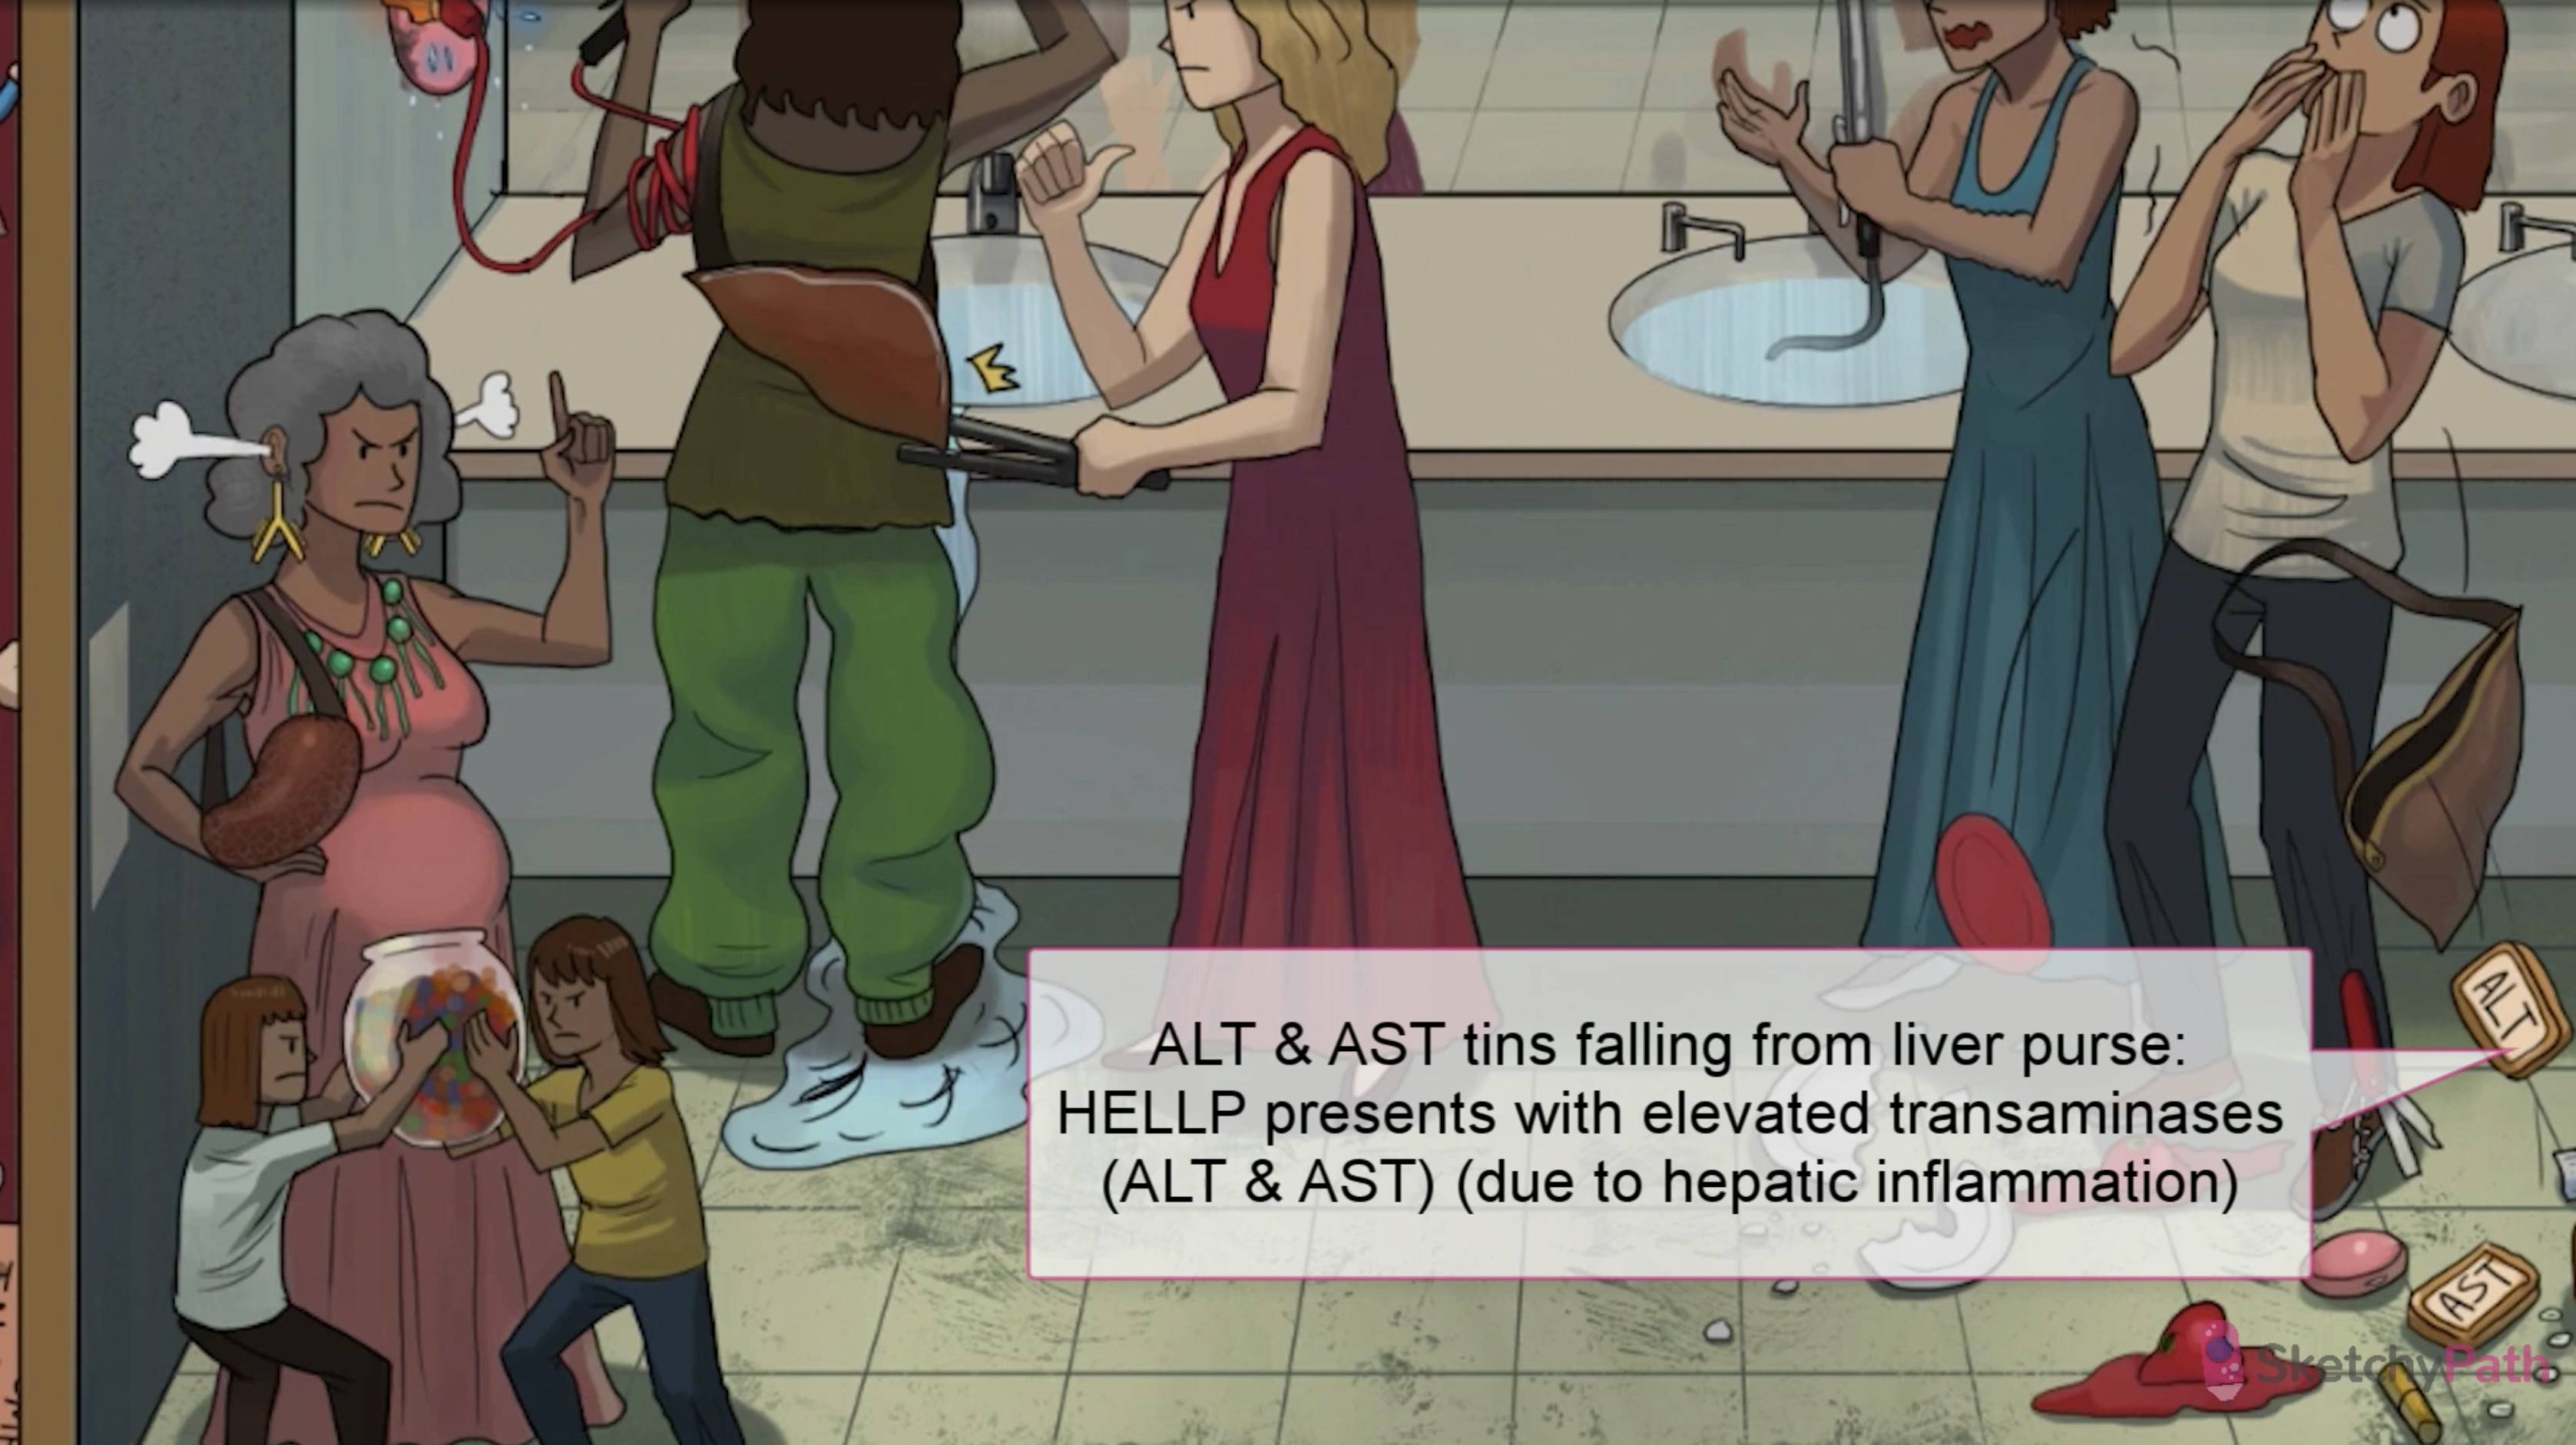 ALT & AST tins falling from liver purse:
HELLP presents with elevated transaminases
(ALT & AST) (due to hepatic inflammation)
ALT
AST
SketchyPath